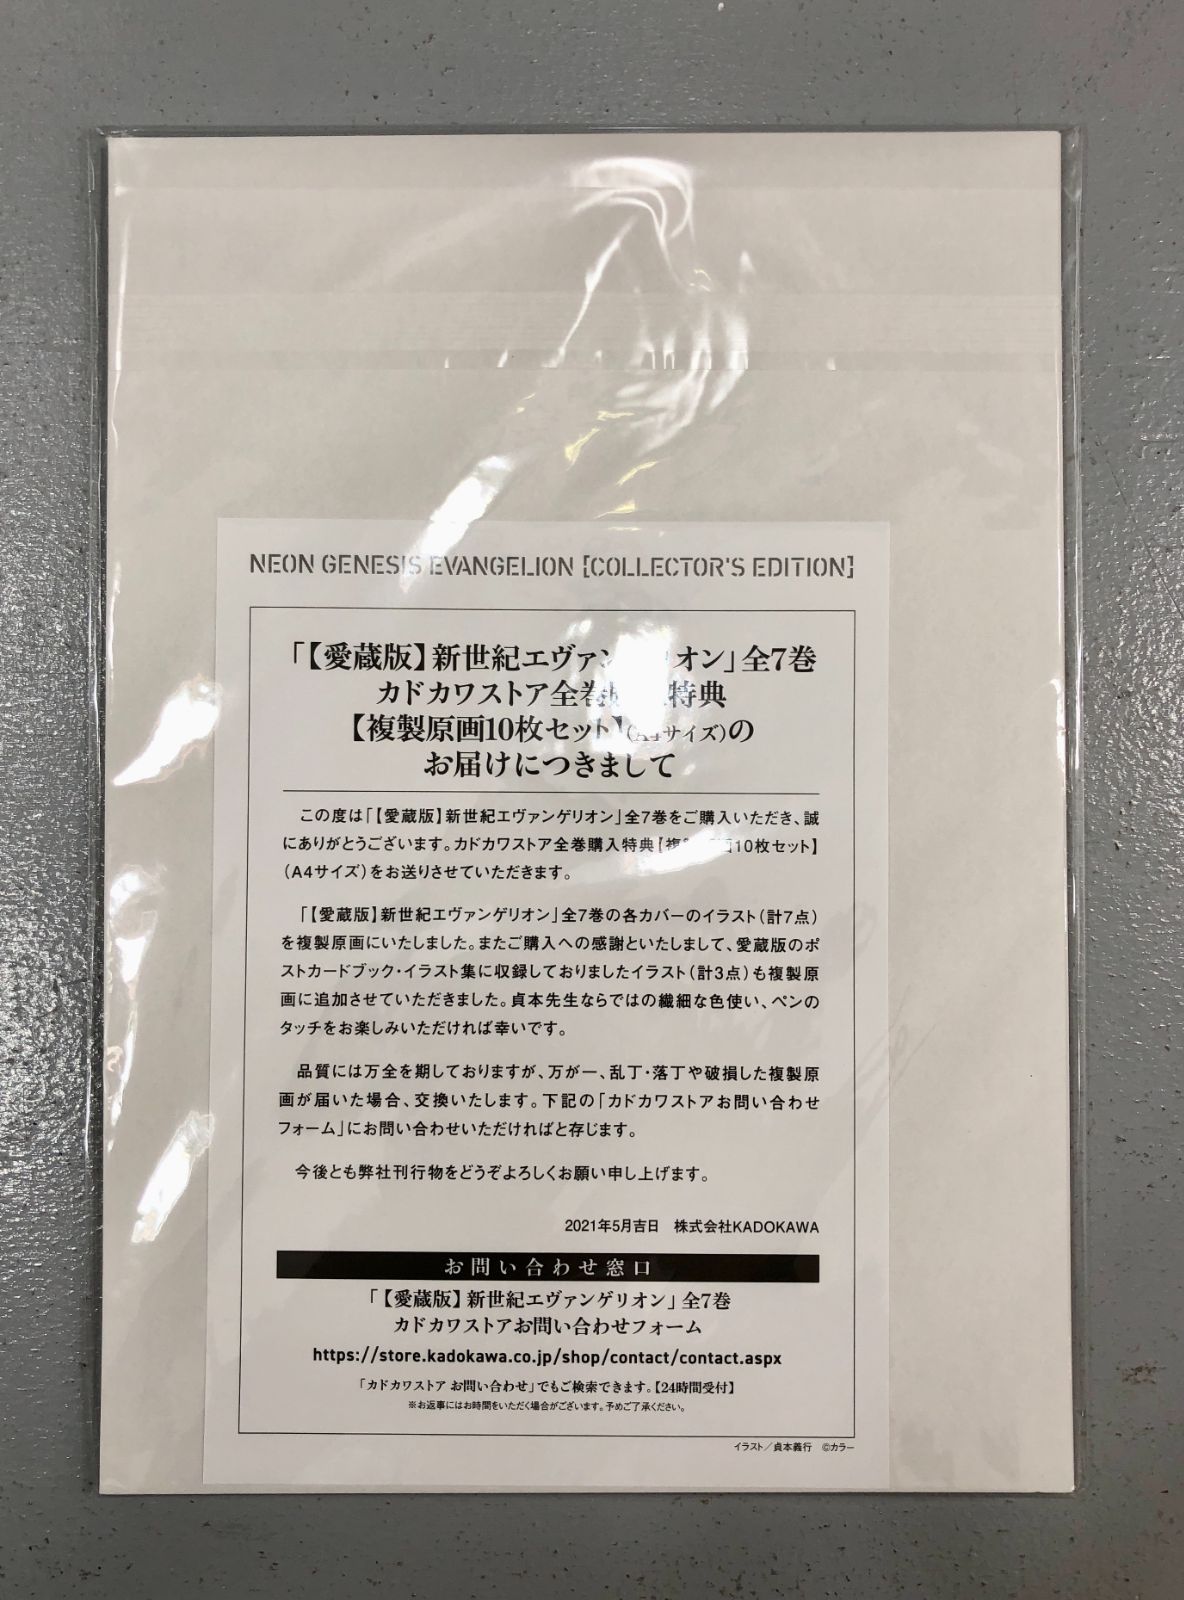 NEON GENESIS EVANGELION [COLLECTOR'S EDITION]
「【愛蔵版】新世紀エヴァン リオン」全7巻
カドカワストア全巻 特典
【複製原画10枚セット】(A4サイズ)の
お届けにつきまして
この度は「【愛蔵版】新世紀エヴァンゲリオン」全7巻をご購入いただき、誠
にありがとうございます。カドカワストア全巻購入特典【複 画10枚セット】
(A4サイズ)をお送りさせていただきます。
「【愛蔵版】新世紀エヴァンゲリオン」全7巻の各カバーのイラスト(計7点)
を複製原画にいたしました。またご購入への感謝といたしまして、愛蔵版のポ
ストカードブック・イラスト集に収録しておりましたイラスト(計3点)も複製原
画に追加させていただきました。貞本先生ならではの繊細な色使い、ペンの
タッチをお楽しみいただければ幸いです。
品質には万全を期しておりますが、万が一、乱丁・落丁や破損した複製原
画が届いた場合、交換いたします。下記の「カドカワストアお問い合わせ
フォーム」にお問い合わせいただければと存じます。
今後とも弊社刊行物をどうぞよろしくお願い申し上げます。
2021年5月吉日 株式会社KADOKAWA
お問い合わせ窓口
「【愛蔵版】新世紀エヴァンゲリオン」全7巻
カドカワストアお問い合わせフォーム
https://store.kadokawa.co.jp/shop/contact/contact.aspx
「カドカワストア お問い合わせ」でもご検索できます。【24時間受付】
※お返事にはお時間をいただく場合がございます。予めご了承ください。
イラスト/貞本義行 ©カラー